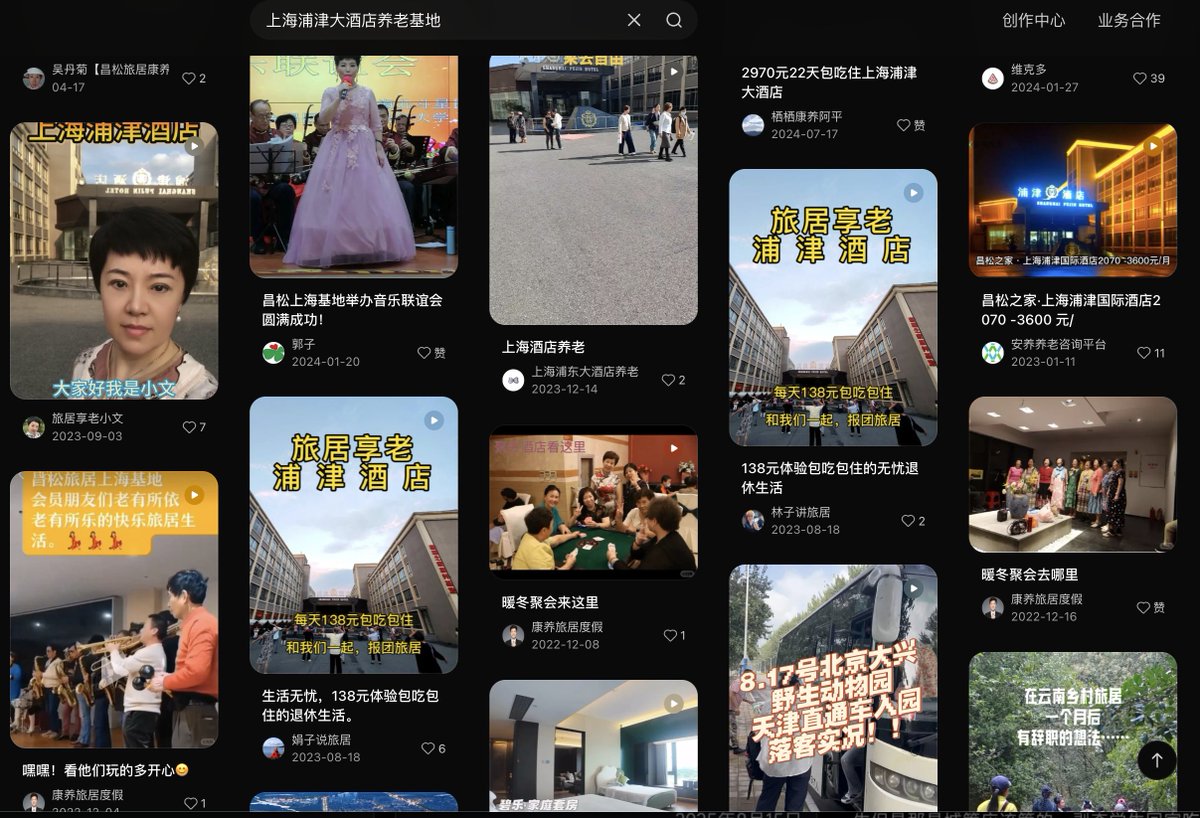 上海浦津大酒店养老基地
创作中心
业务合作
吴丹菊【昌松旅居康养
04-17
2
上海浦津酒店
SHANGHAI PUJIN HOTEL
大家好我是小文
旅居享老小文
2023-09-03
7
昌松旅居上海基地
会员朋友们老有所依
老有所乐的快乐旅居生
活。
嘿嘿！看他们玩的多开心😊
康养旅居度假
1
昌松上海基地举办音乐联谊会
圆满成功！
郭子
2024-01-20
赞
旅居享老
浦津酒店
每天138元包吃包住
和我们一起，报团旅居
生活无忧，138元体验包吃包
住的退休生活。
娟子说旅居
2023-08-18
6
SHANGHAI PUJIN HOTEL
上海酒店养老
上海浦东大酒店养老
2023-12-14
2
酒店看这里
暖冬聚会来这里
康养旅居度假
2022-12-08
1
碧乐·家庭套房
2970元22天包吃住上海浦津
大酒店
栖栖康养阿平
2024-07-17
赞
旅居享老
浦津酒店
每天138元包吃包住
和我们一起，报团旅居
138元体验包吃包住的无忧退
休生活
林子讲旅居
2023-08-18
2
8.17号北京大兴
野生动物园
天津直通车入园
落客实况！！
维克多
2024-01-27
39
浦津酒店
SHANGHAI PUJIN HOTEL
昌松之家·上海浦津国际酒店2070-3600元/月
昌松之家·上海浦津国际酒店2
070 -3600 元/
安养养老咨询平台
2023-01-11
11
暖冬聚会去哪里
康养旅居度假
2022-12-16
赞
在云南乡村旅居
一个月后
有辞职的想法······